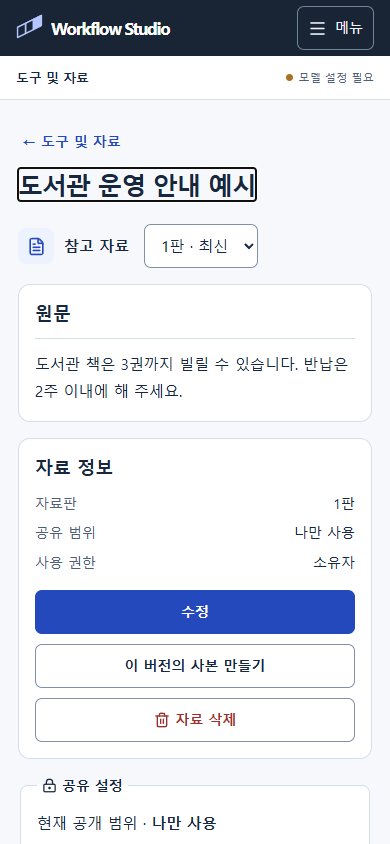 Workflow Studio
메뉴
도구 및 자료
모델 설정 필요
← 도구 및 자료
도서관 운영 안내 예시
참고 자료
1판 · 최신
원문
도서관 책은 3권까지 빌릴 수 있습니다. 반납은
2주 이내에 해 주세요.
자료 정보
자료판
1판
공유 범위
나만 사용
사용 권한
소유자
수정
이 버전의 사본 만들기
자료 삭제
공유 설정
현재 공개 범위 · 나만 사용